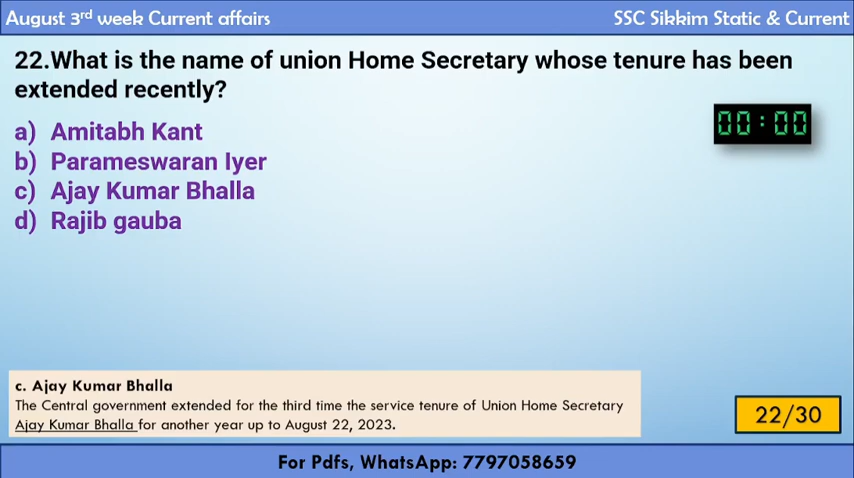 August 3rd week Current affairs
SSC Sikkim Static & Current
22.What is the name of union Home Secretary whose tenure has been
extended recently?
00:00
a) Amitabh Kant
b) Parameswaran Iyer
c) Ajay Kumar Bhalla
d) Rajib gauba
c. Ajay Kumar Bhalla
The Central government extended for the third time the service tenure of Union Home Secretary
Ajay Kumar Bhalla for another year up to August 22, 2023.
22/30
For Pdfs, WhatsApp: 7797058659